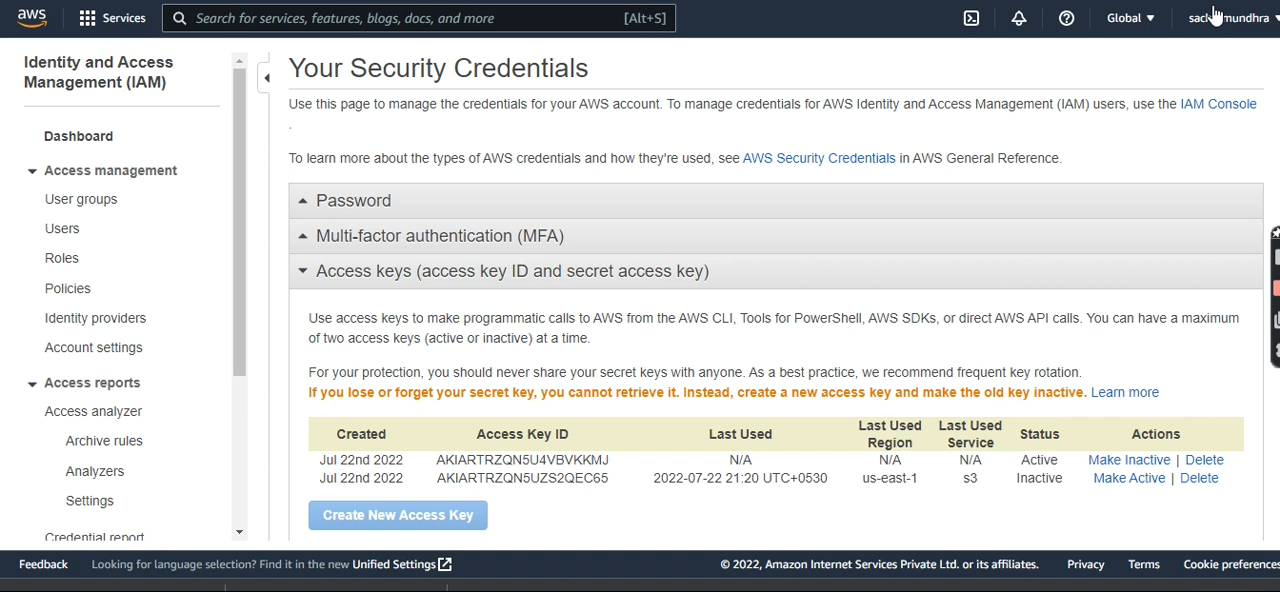 aws
Services
Search for services, features, blogs, docs, and more
[Alt+S]
Global
mundhra
Identity and Access
Management (IAM)
Dashboard
Access management
User groups
Users
Roles
Policies
Identity providers
Account settings
Access reports
Access analyzer
Archive rules
Analyzers
Settings
Credential report
Your Security Credentials
Use this page to manage the credentials for your AWS account. To manage credentials for AWS Identity and Access Management (IAM) users, use the IAM Console
.
To learn more about the types of AWS credentials and how they're used, see AWS Security Credentials in AWS General Reference.
Password
Multi-factor authentication (MFA)
Access keys (access key ID and secret access key)
Use access keys to make programmatic calls to AWS from the AWS CLI, Tools for PowerShell, AWS SDKs, or direct AWS API calls. You can have a maximum
of two access keys (active or inactive) at a time.
For your protection, you should never share your secret keys with anyone. As a best practice, we recommend frequent key rotation.
If you lose or forget your secret key, you cannot retrieve it. Instead, create a new access key and make the old key inactive. Learn more
Created Access Key ID Last Used Last Used Region Last Used Service Status Actions
Jul 22nd 2022 AKIARTRZQN5U4VBVKKMJ N/A N/A N/A Active Make Inactive | Delete
Jul 22nd 2022 AKIARTRZQN5UZS2QEC65 2022-07-22 21:20 UTC+0530 us-east-1 s3 Inactive Make Active | Delete
Create New Access Key
Feedback
Looking for language selection? Find it in the new Unified Settings
© 2022, Amazon Internet Services Private Ltd. or its affiliates.
Privacy
Terms
Cookie preferences